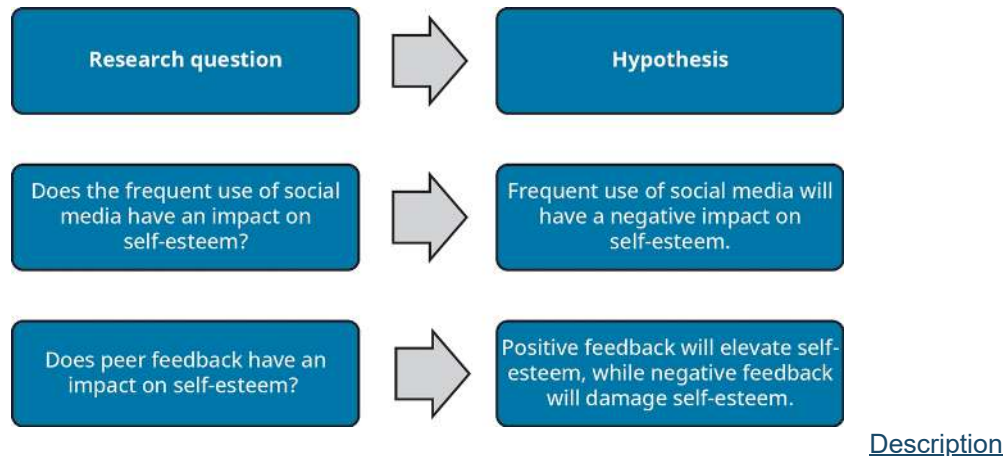 Research question
Hypothesis
Does the frequent use of social
media have an impact on
self-esteem?
Frequent use of social media will
have a negative impact on
self-esteem.
Does peer feedback have an
impact on self-esteem?
Positive feedback will elevate self-
esteem, while negative feedback
will damage self-esteem.
Description